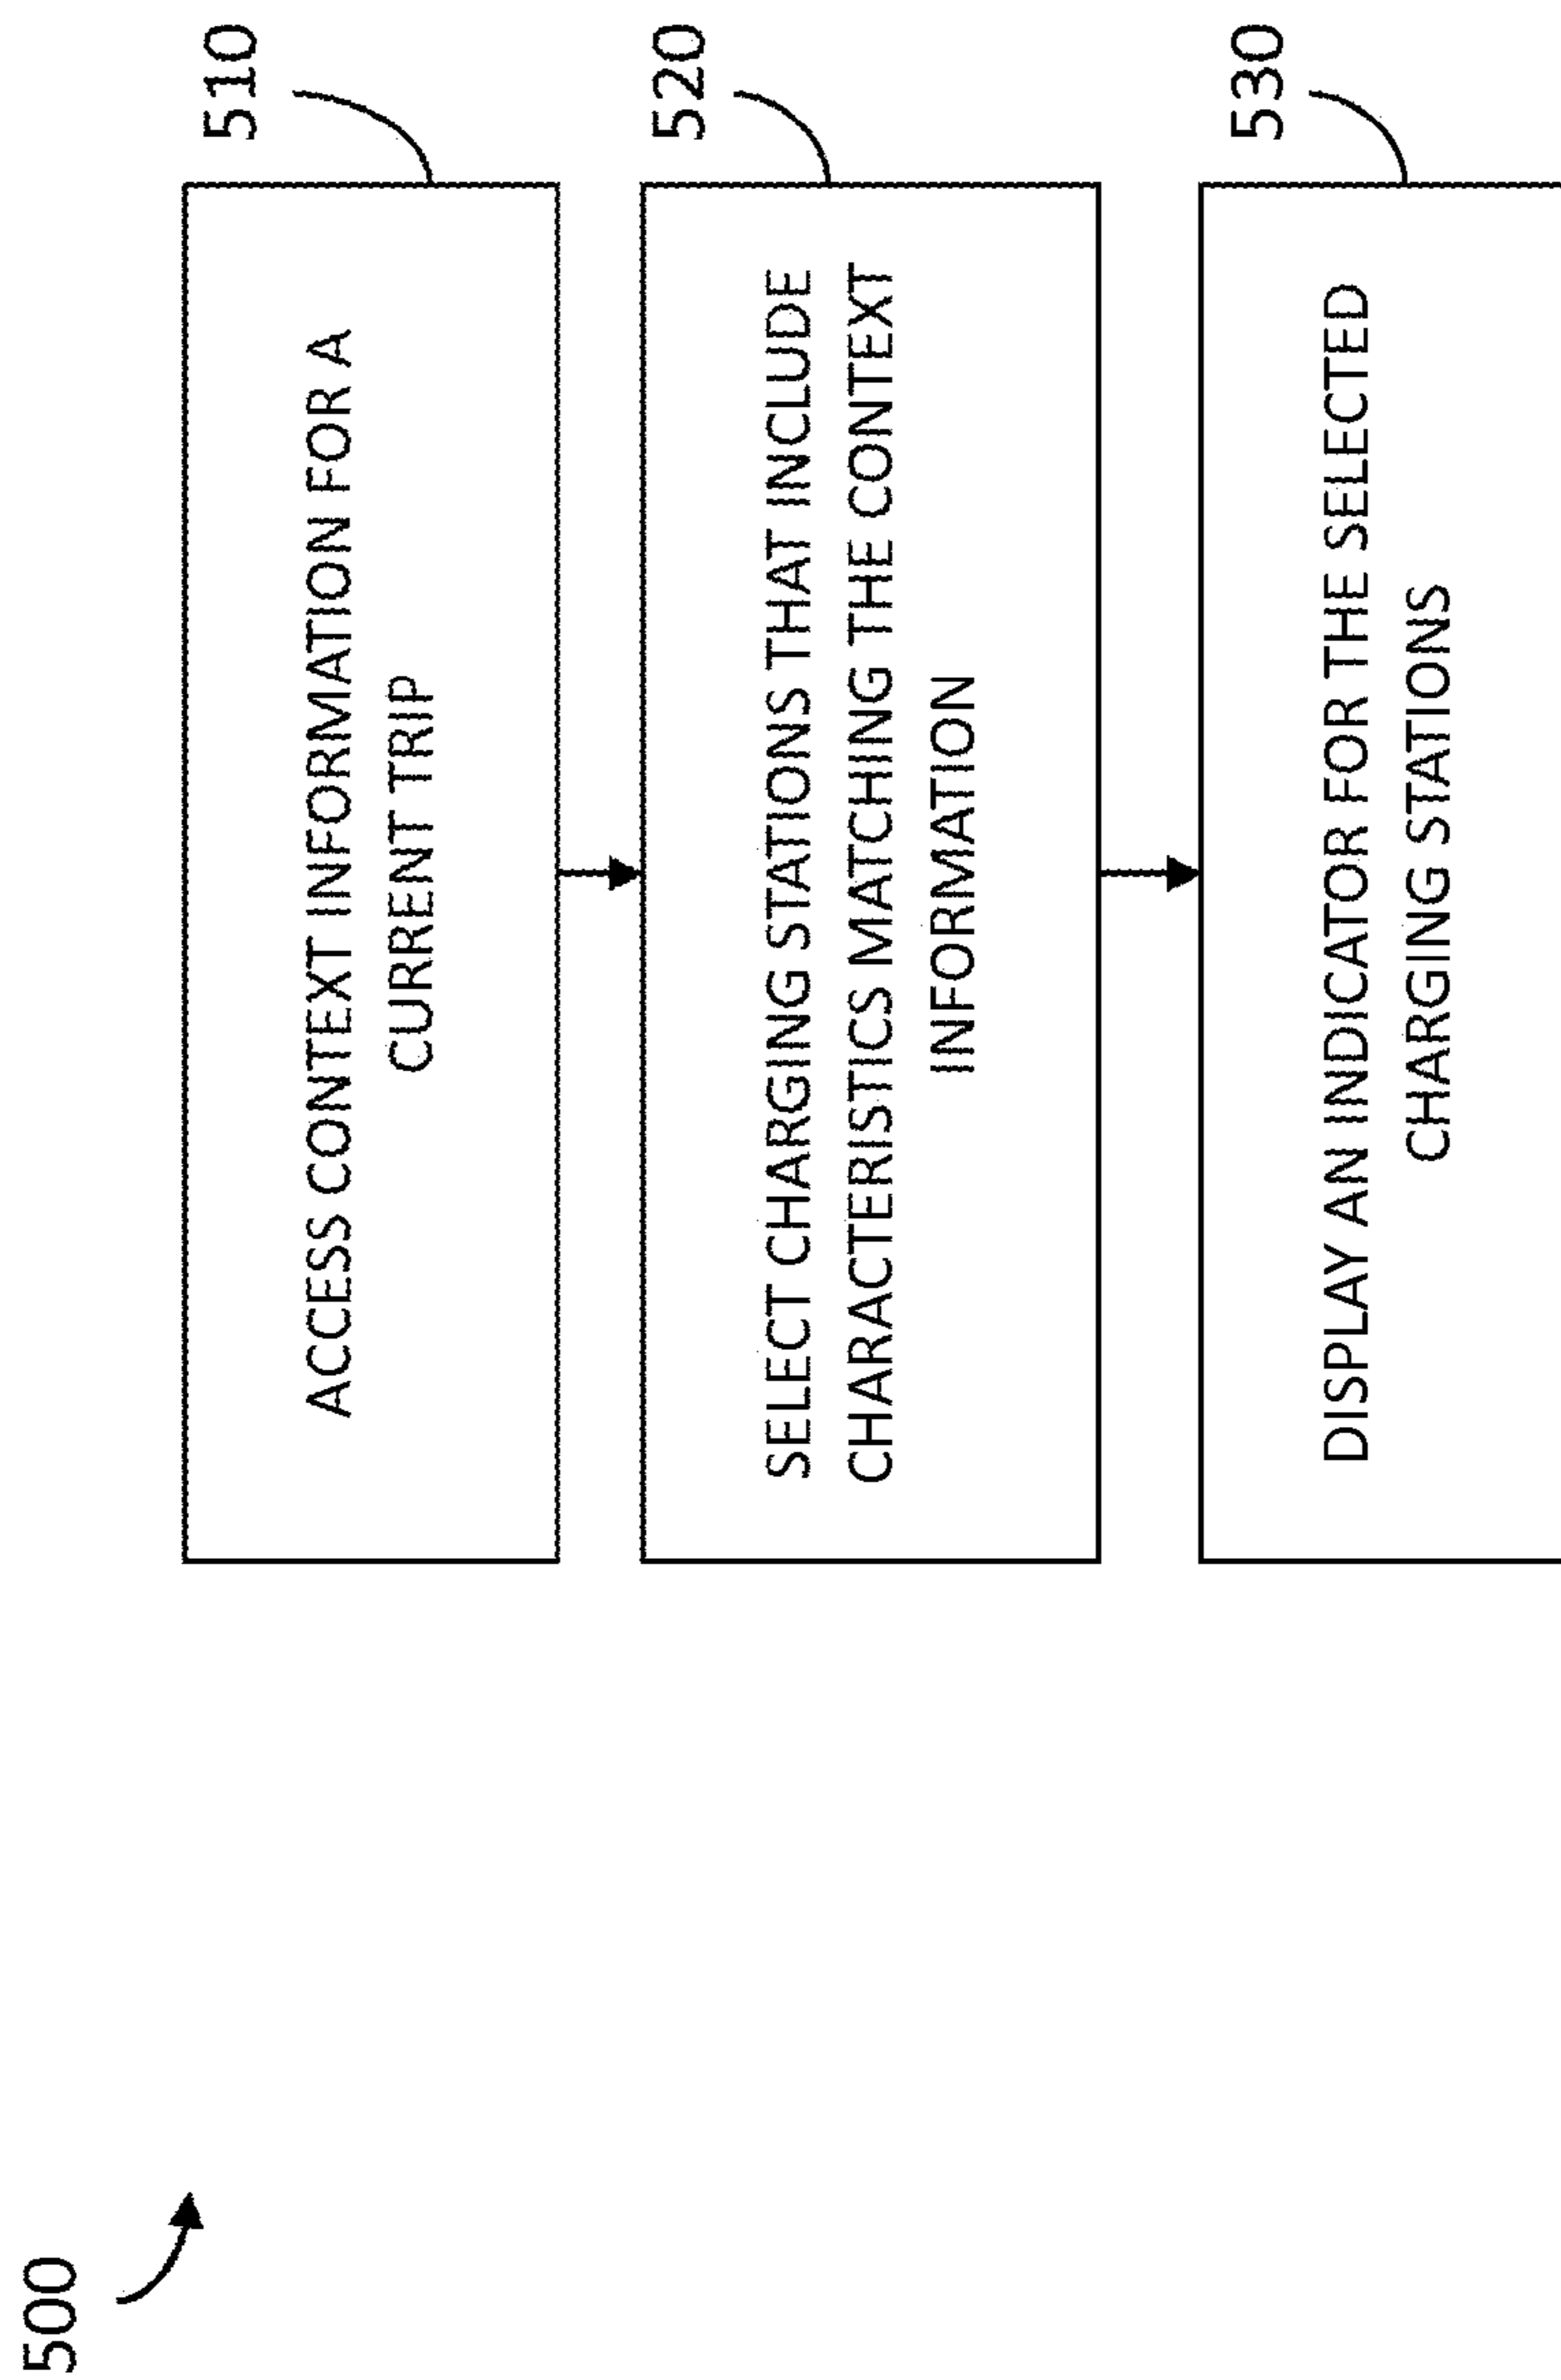 500
510
ACCESS CONTEXT INFORMATION FOR A
CURRENT TRIP
520
SELECT CHARGING STATIONS THAT INCLUDE
CHARACTERISTICS MATCHING THE CONTEXT
INFORMATION
530
DISPLAY AN INDICATOR FOR THE SELECTED
CHARGING STATIONS